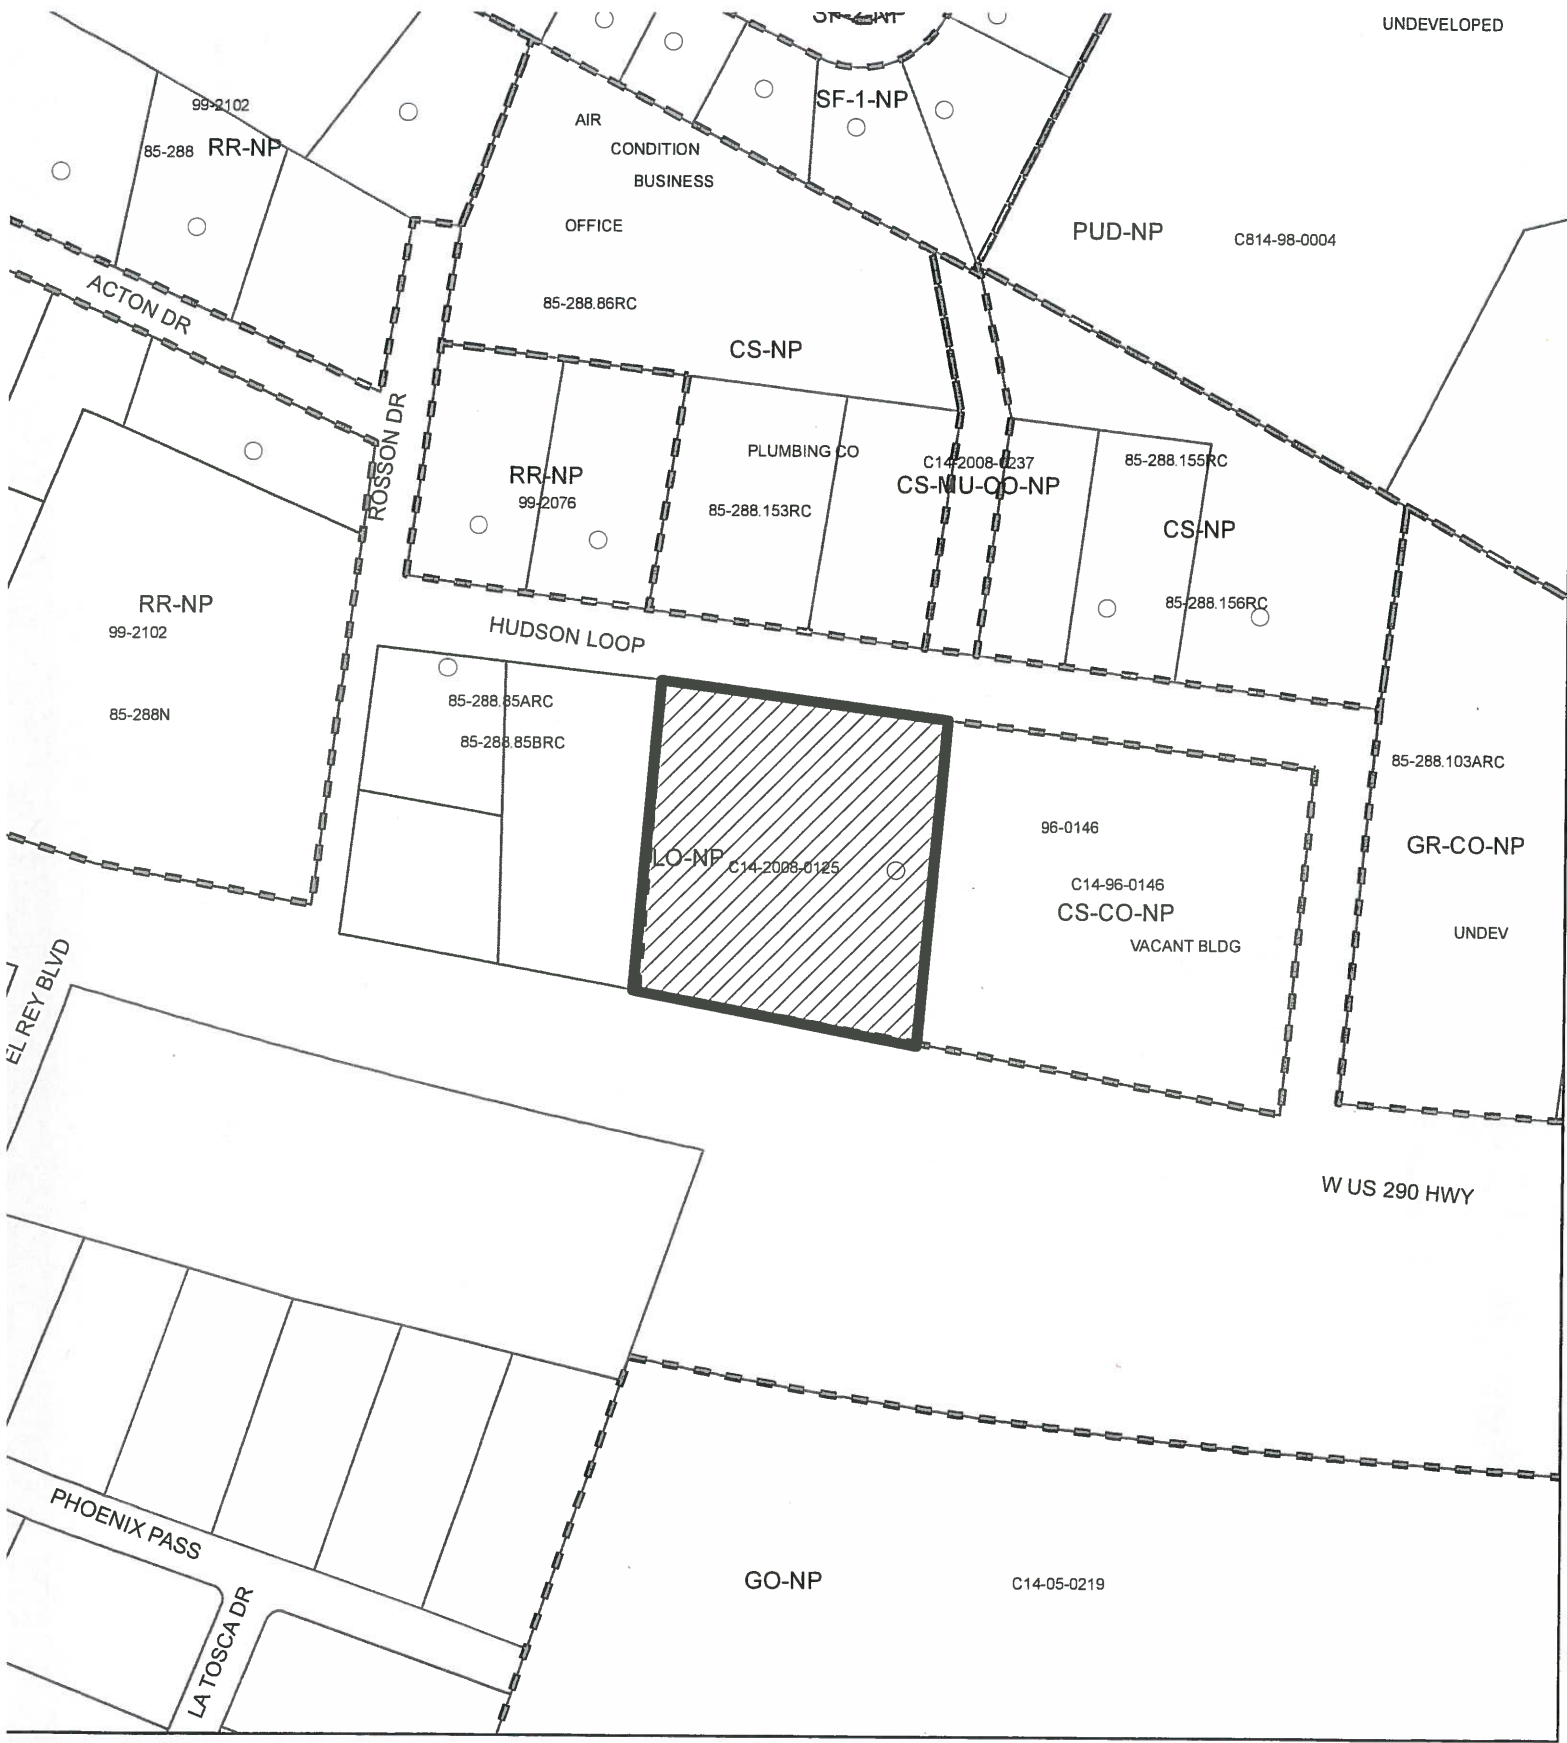 SF-2-NP
UNDEVELOPED
99-2102
SF-1-NP
85-288
RR-NP
AIR
CONDITION
BUSINESS
OFFICE
PUD-NP
C814-98-0004
ACTON DR
85-288.86RC
CS-NP
ROSSON DR
PLUMBING CO
C14-2008-0237
85-288.155RC
RR-NP
99-2076
CS-MU-CO-NP
85-288.153RC
CS-NP
RR-NP
99-2102
85-288.156RC
HUDSON LOOP
85-288.85ARC
85-288N
85-288.85BRC
85-288.103ARC
96-0146
GR-CO-NP
LO-NP
C14-2008-0125
C14-96-0146
CS-CO-NP
VACANT BLDG
UNDEV
EL REY BLVD
W US 290 HWY
PHOENIX PASS
LA TOSCA DR
GO-NP
C14-05-0219